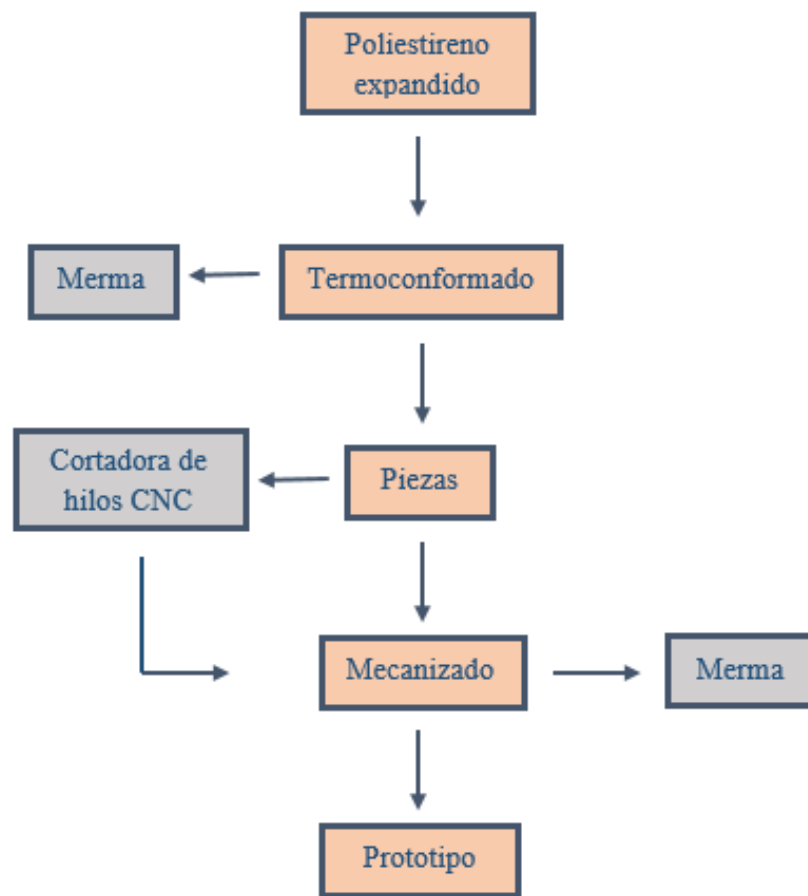 Poliestireno
expandido
Merma
Termoconformado
Cortadora de
hilos CNC
Piezas
Mecanizado
Merma
Prototipo